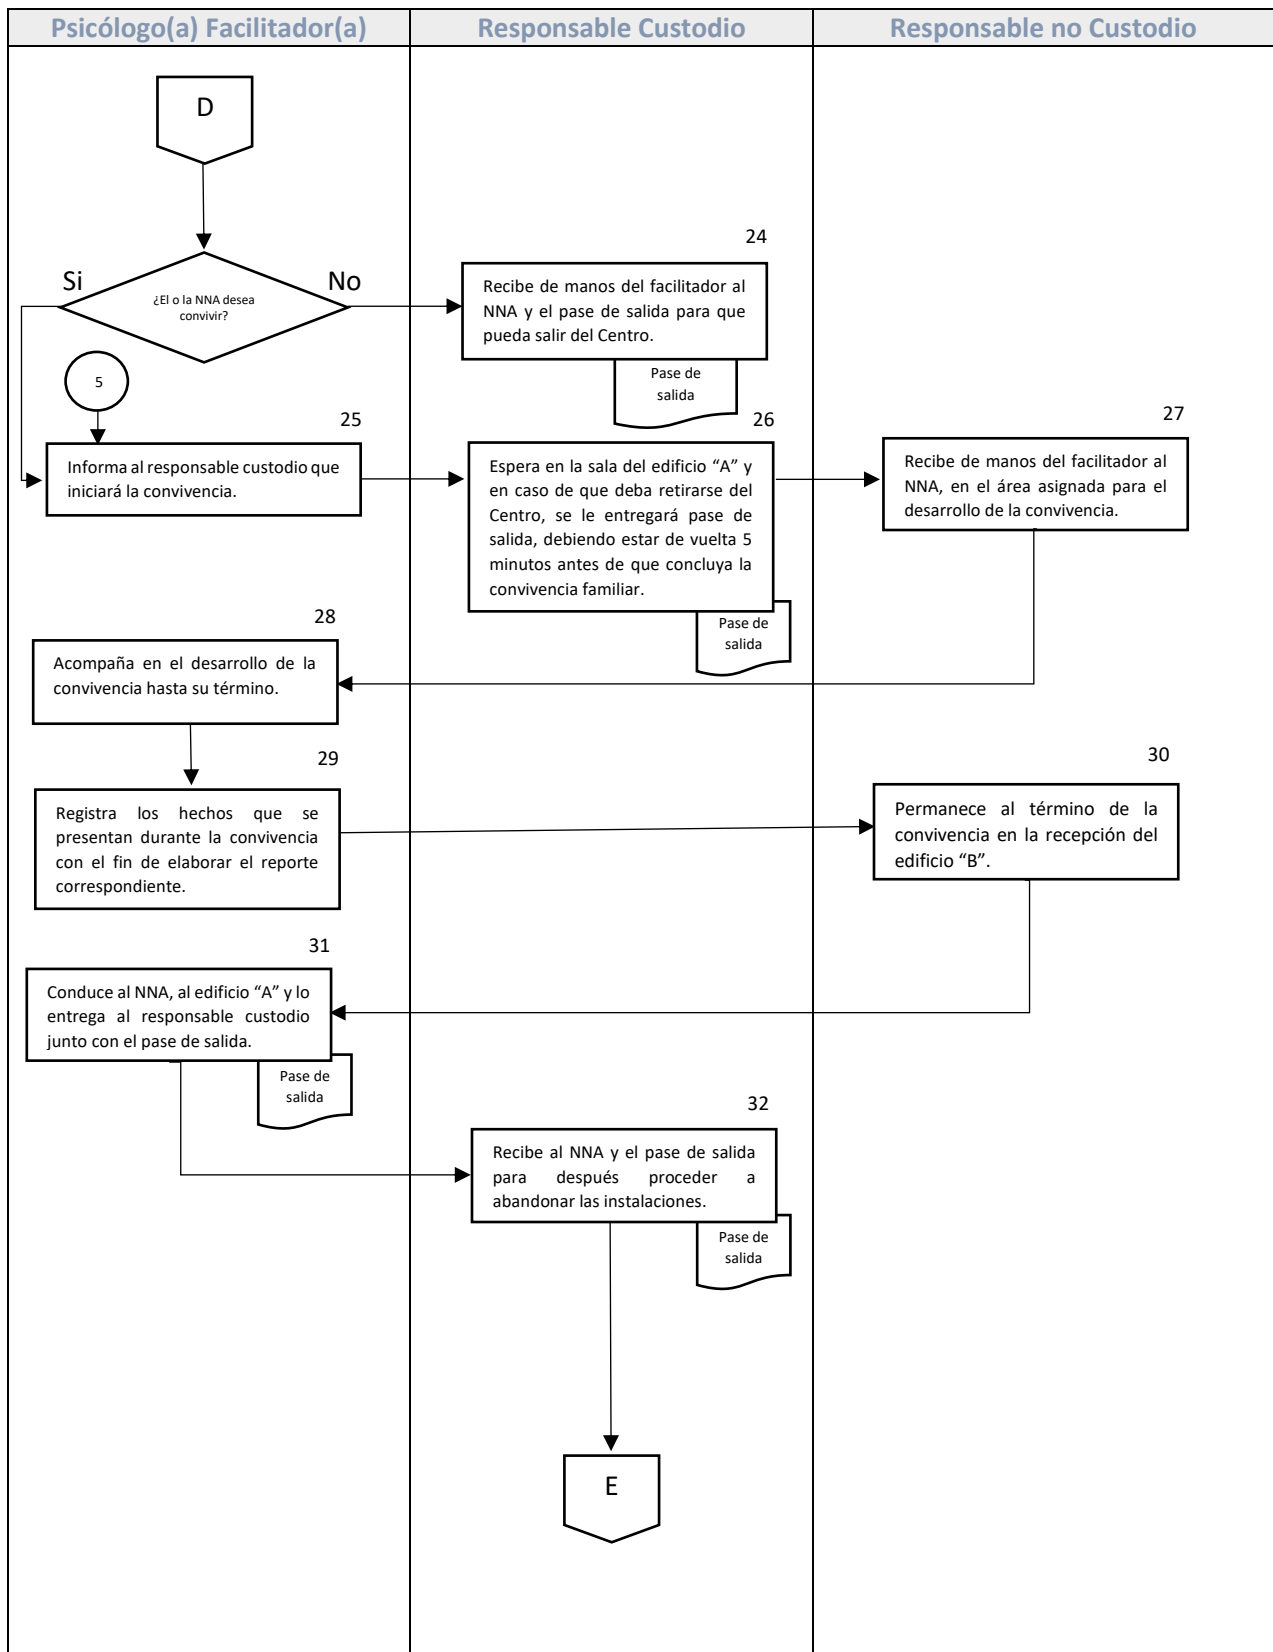 Psicólogo(a) Facilitador(a)
Responsable Custodio
Responsable no Custodio
D
¿El o la NNA desea
convivir?
Si
No
24
Recibe de manos del facilitador al
NNA y el pase de salida para que
pueda salir del Centro.
Pase de
salida
5
25
Informa al responsable custodio que
iniciará la convivencia.
26
Espera en la sala del edificio “A” y
en caso de que deba retirarse del
Centro, se le entregará pase de
salida, debiendo estar de vuelta 5
minutos antes de que concluya la
convivencia familiar.
Pase de
salida
27
Recibe de manos del facilitador al
NNA, en el área asignada para el
desarrollo de la convivencia.
28
Acompaña en el desarrollo de la
convivencia hasta su término.
29
Registra los hechos que se
presentan durante la convivencia
con el fin de elaborar el reporte
correspondiente.
30
Permanece al término de la
convivencia en la recepción del
edificio “B”.
31
Conduce al NNA, al edificio “A” y lo
entrega al responsable custodio
junto con el pase de salida.
Pase de
salida
32
Recibe al NNA y el pase de salida
para después proceder a
abandonar las instalaciones.
Pase de
salida
E